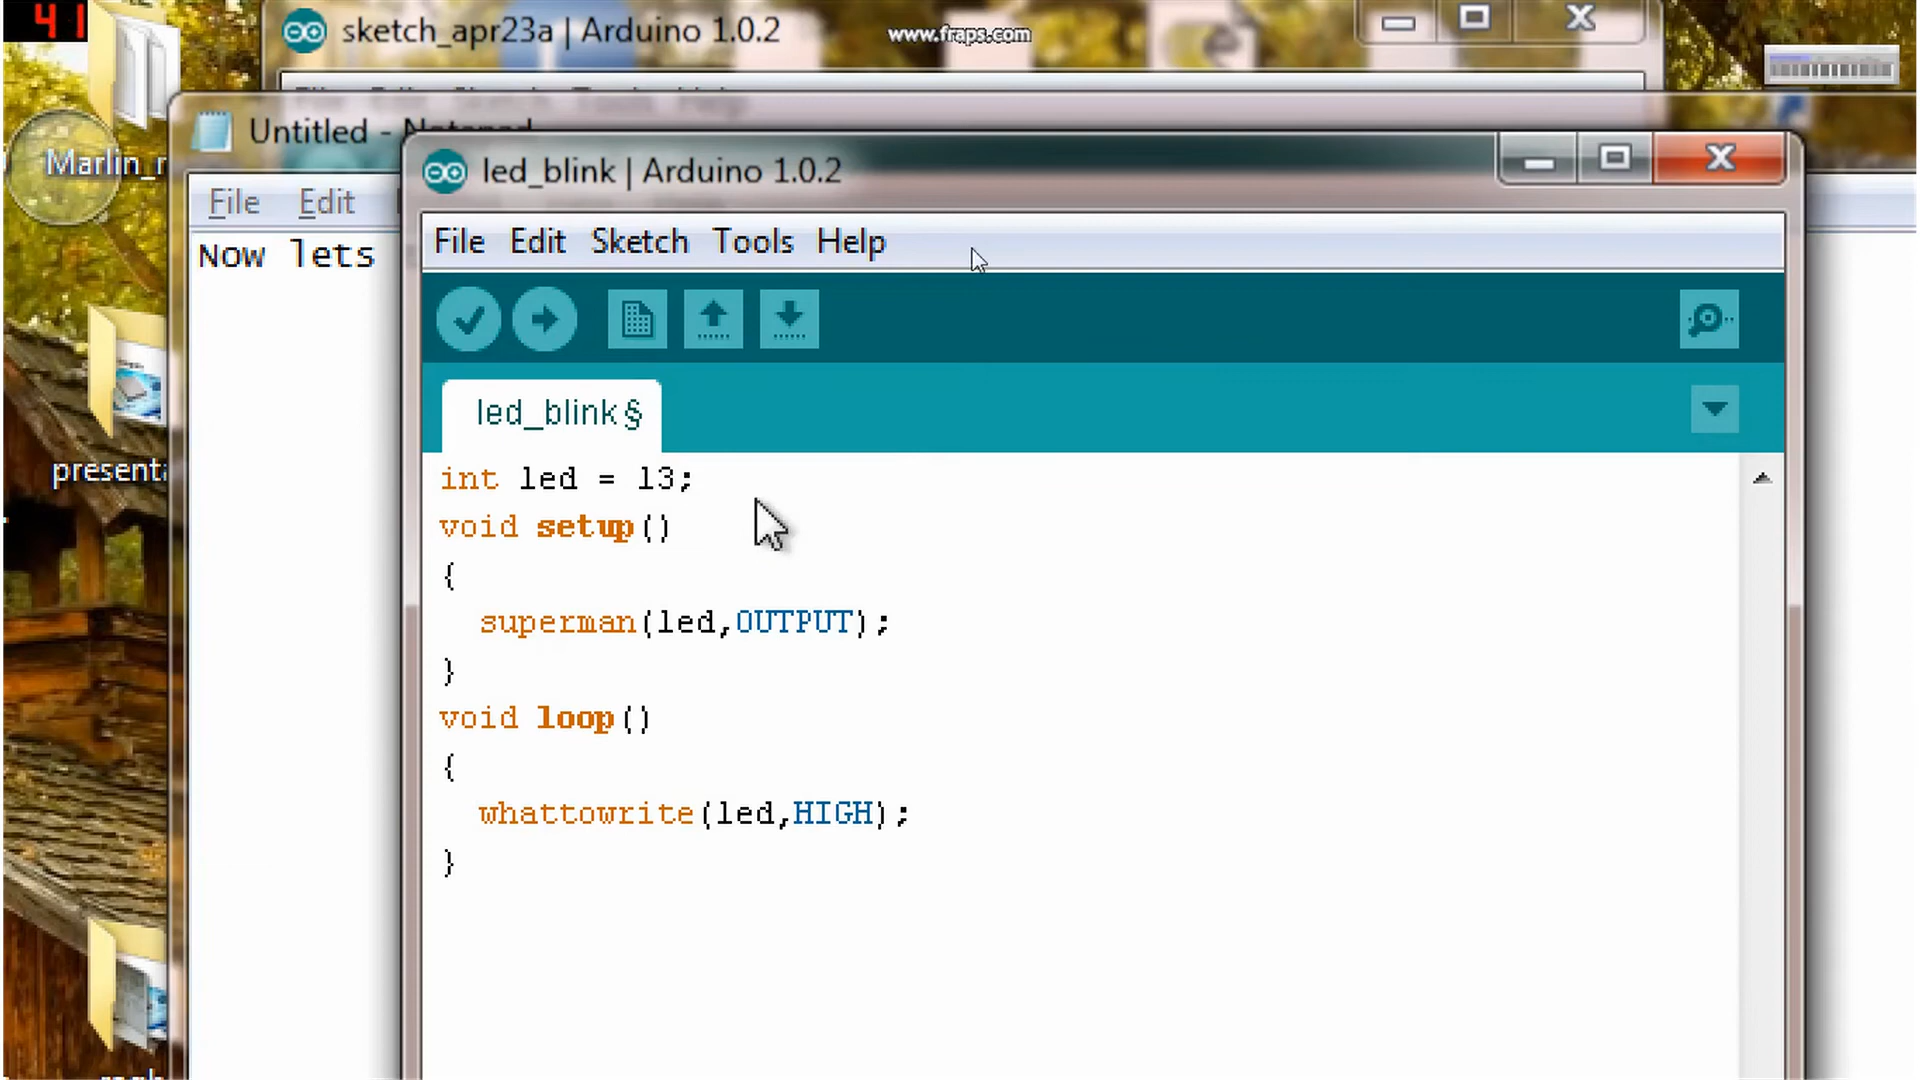 41
sketch_apr23a | Arduino 1.0.2
www.fraps.com
Untitled - Notepad
Marlin_r
led_blink | Arduino 1.0.2
File Edit
File Edit Sketch Tools Help
Now lets
led_blink§
presenta
int led = 13;
void setup()
{
superman(led,OUTPUT);
}
void loop()
{
whattowrite(led,HIGH);
}